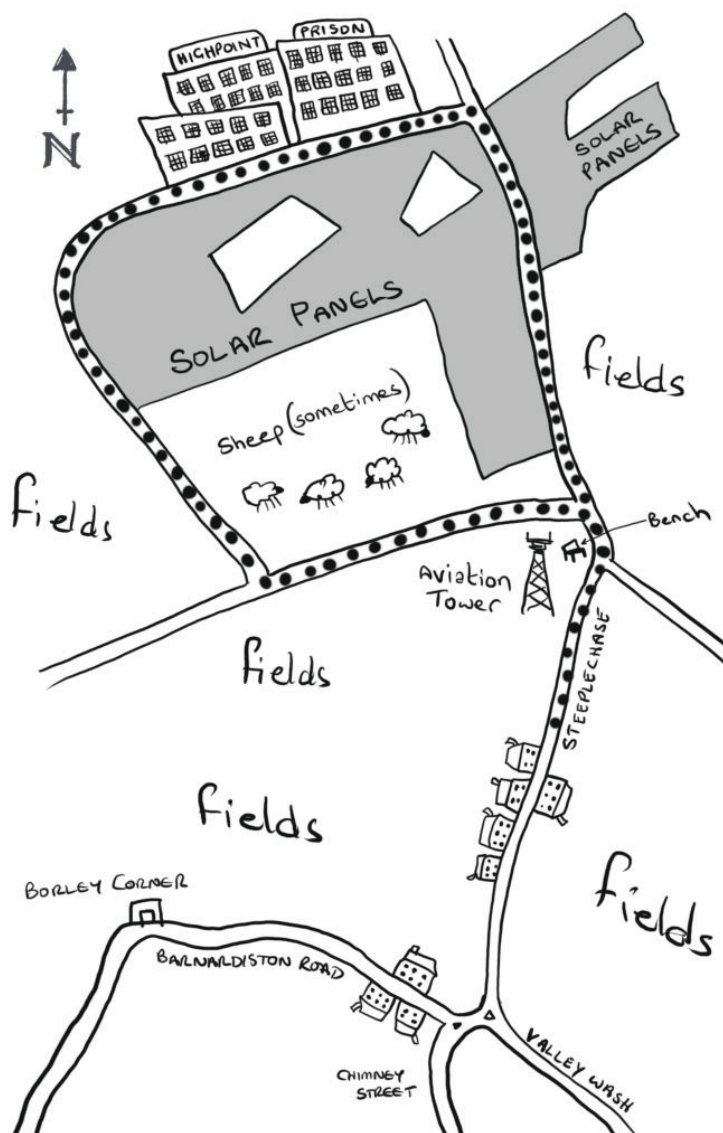 HIGHPOINT
PRISON
N
SOLAR
PANELS
SOLAR PANELS
fields
Sheep (sometimes)
fields
Bench
Aviation
Tower
fields
STEEPLECHASE
fields
fields
BORLEY CORNER
BARNARDISTON ROAD
CHIMNEY
STREET
VALLEY WASH